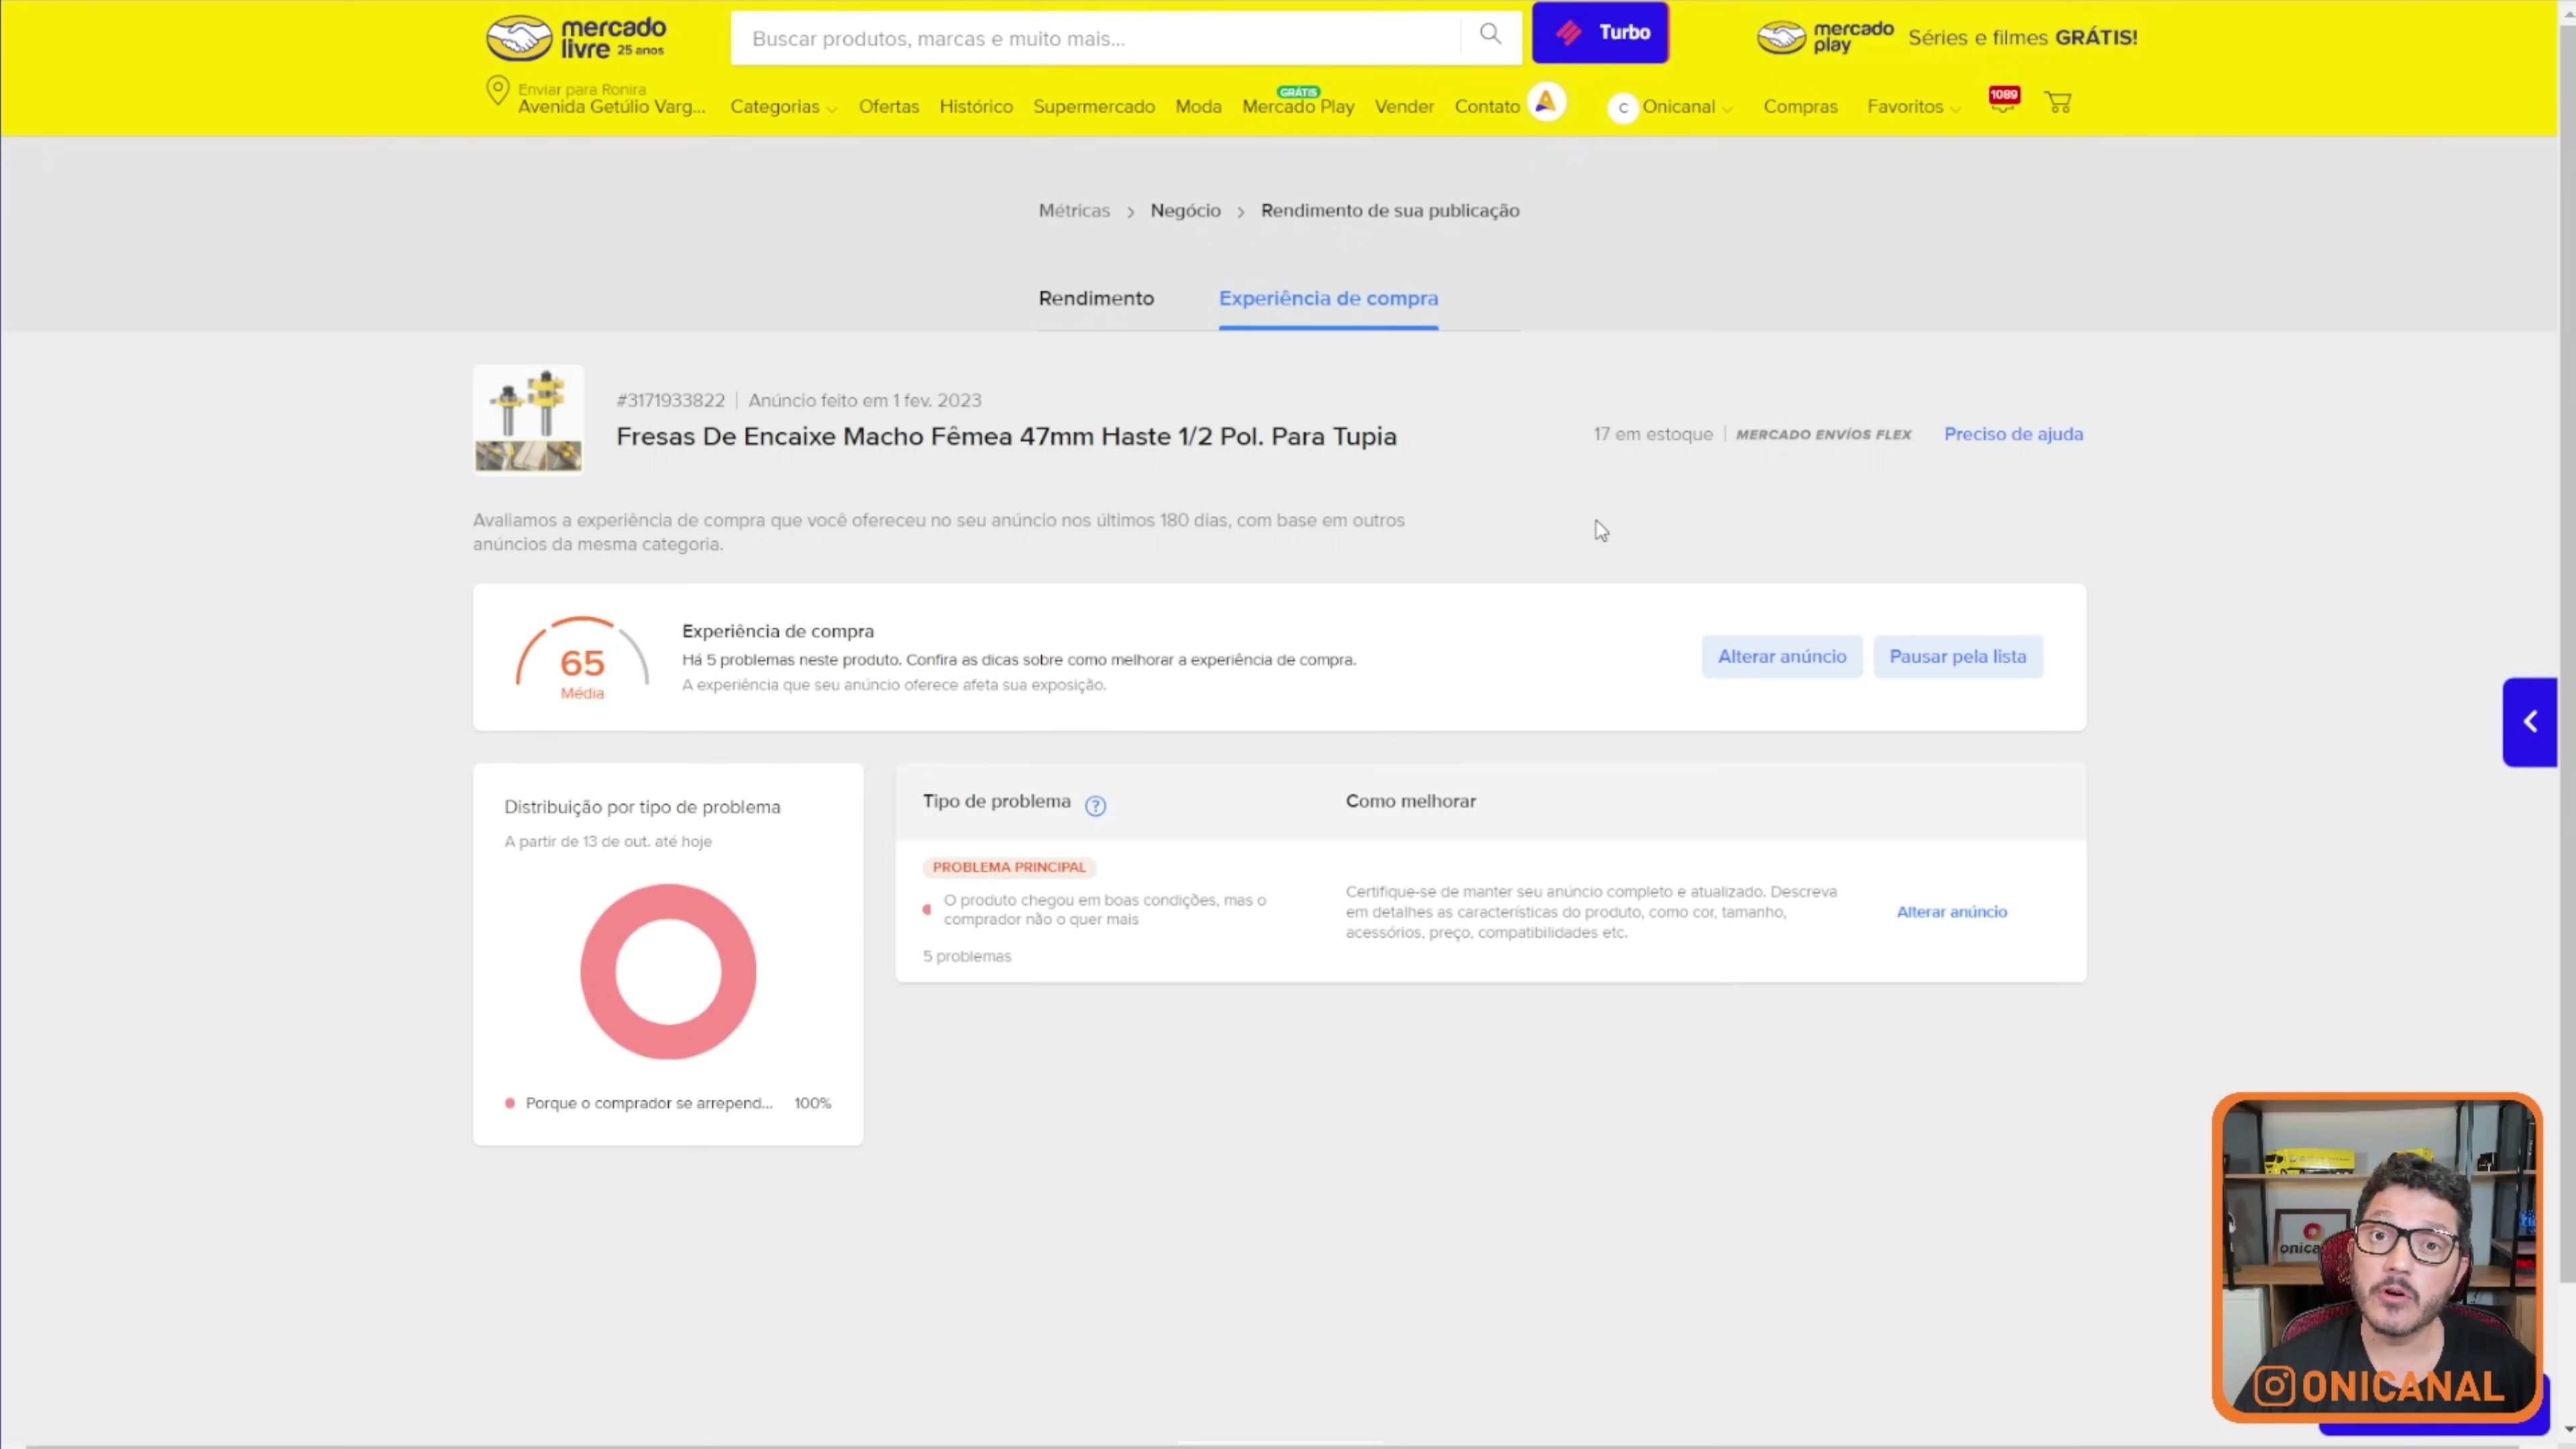 mercado
livre 25 anos
Buscar produtos, marcas e muito mais...
Turbo
mercado
play
Séries e filmes GRÁTIS!
Enviar para Ronira
Avenida Getúlio Varg...
Categorias
Ofertas
Histórico
Supermercado
Moda
GRÁTIS
Mercado Play
Vender
Contato
C
Onicanal
Compras
Favoritos
1089
Métricas > Negócio > Rendimento de sua publicação
Rendimento
Experiência de compra
#3171933822 | Anúncio feito em 1 fev. 2023
Fresas De Encaixe Macho Fêmea 47mm Haste 1/2 Pol. Para Tupia
17 em estoque | MERCADO ENVÍOS FLEX
Preciso de ajuda
Avaliamos a experiência de compra que você ofereceu no seu anúncio nos últimos 180 dias, com base em outros
anúncios da mesma categoria.
65
Média
Experiência de compra
Há 5 problemas neste produto. Confira as dicas sobre como melhorar a experiência de compra.
A experiência que seu anúncio oferece afeta sua exposição.
Alterar anúncio
Pausar pela lista
Distribuição por tipo de problema
A partir de 13 de out. até hoje
Porque o comprador se arrepend... 100%
Tipo de problema ?
Como melhorar
PROBLEMA PRINCIPAL
O produto chegou em boas condições, mas o
comprador não o quer mais
5 problemas
Certifique-se de manter seu anúncio completo e atualizado. Descreva
em detalhes as características do produto, como cor, tamanho,
acessórios, preço, compatibilidades etc.
Alterar anúncio
onica
ONICANAL